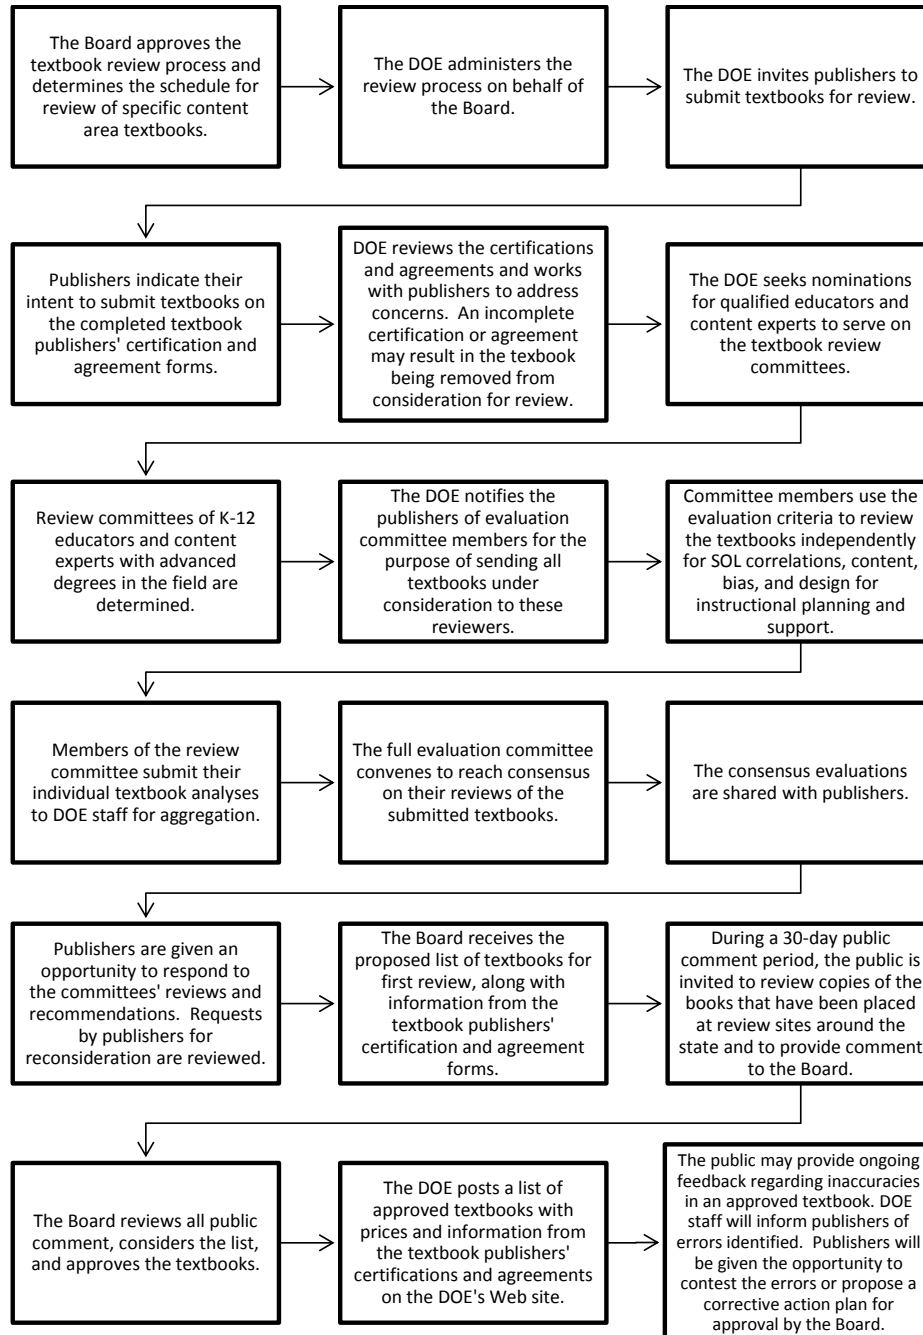 The Board approves the
textbook review process and
determines the schedule for
review of specific content
area textbooks.
The DOE administers the
review process on behalf of
the Board.
The DOE invites publishers to
submit textbooks for review.
Publishers indicate their
intent to submit textbooks on
the completed textbook
publishers' certification and
agreement forms.
DOE reviews the certifications
and agreements and works
with publishers to address
concerns.  An incomplete
certification or agreement
may result in the texbook
being removed from
consideration for review.
The DOE seeks nominations
for qualified educators and
content experts to serve on
the textbook review
committees.
Review committees of K-12
educators and content
experts with advanced
degrees in the field are
determined.
The DOE notifies the
publishers of evaluation
committee members for the
purpose of sending all
textbooks under
consideration to these
reviewers.
Committee members use the
evaluation criteria to review
the textbooks independently
for SOL correlations, content,
bias, and design for
instructional planning and
support.
Members of the review
committee submit their
individual textbook analyses
to DOE staff for aggregation.
The full evaluation committee
convenes to reach consensus
on their reviews of the
submitted textbooks.
The consensus evaluations
are shared with publishers.
Publishers are given an
opportunity to respond to
the committees' reviews and
recommendations.  Requests
by publishers for
reconsideration are reviewed.
The Board receives the
proposed list of textbooks for
first review, along with
information from the
textbook publishers'
certification and agreement
forms.
During a 30-day public
comment period, the public is
invited to review copies of the
books that have been placed
at review sites around the
state and to provide comment
to the Board.
The Board reviews all public
comment, considers the list,
and approves the textbooks.
The DOE posts a list of
approved textbooks with
prices and information from
the textbook publishers'
certifications and agreements
on the DOE's Web site.
The public may provide ongoing
feedback regarding inaccuracies
in an approved textbook. DOE
staff will inform publishers of
errors identified.  Publishers will
be given the opportunity to
contest the errors or propose a
corrective action plan for
approval by the Board.